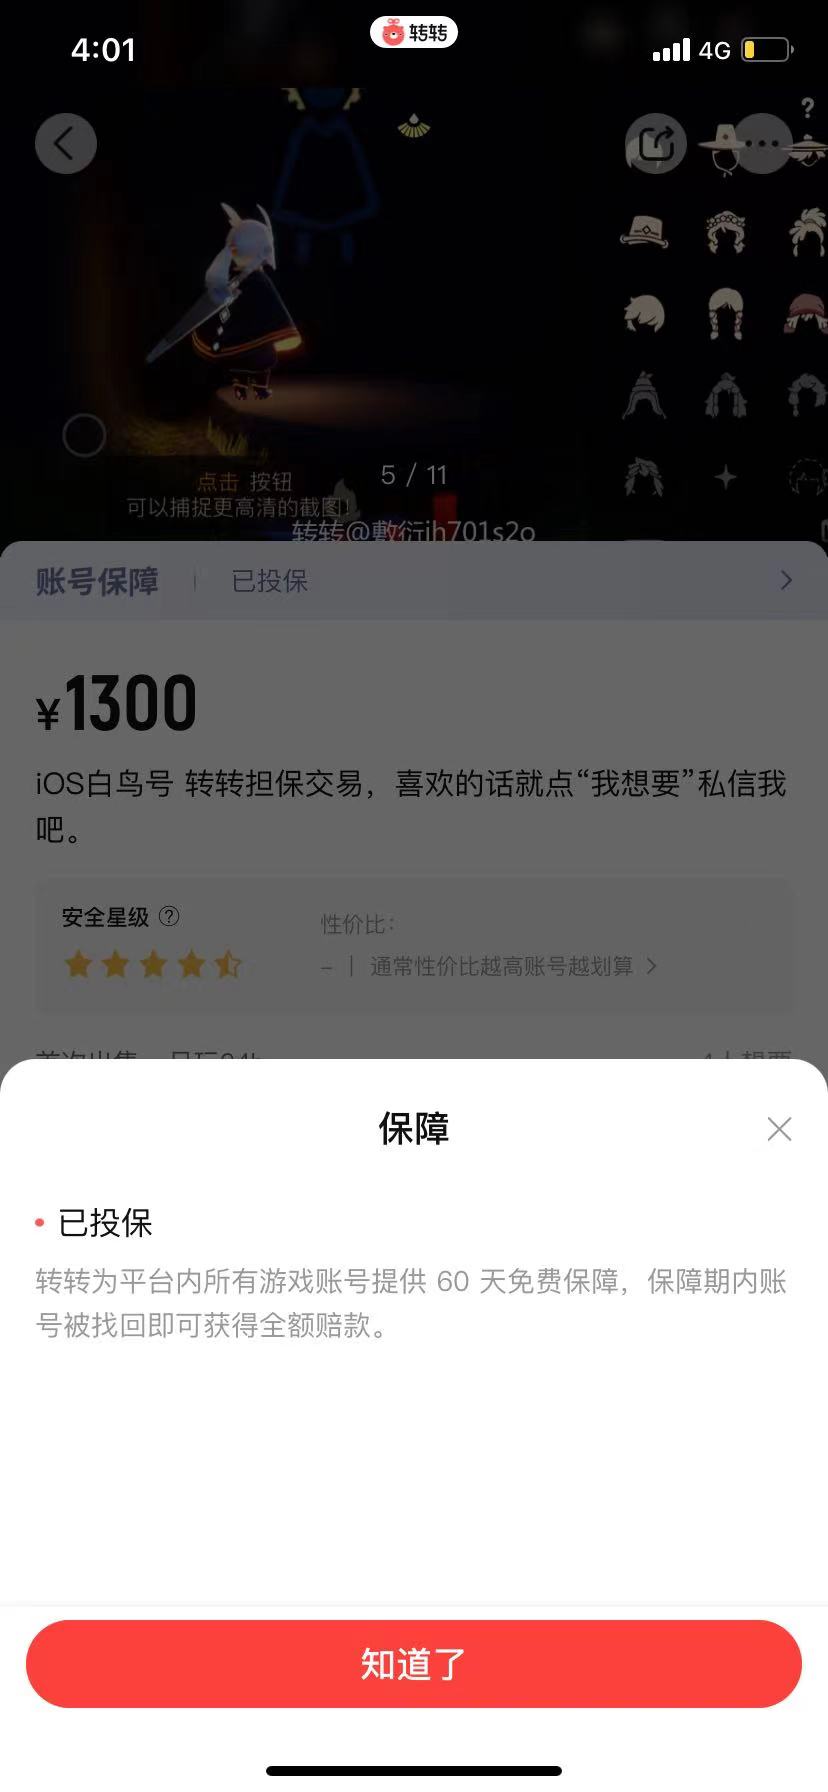 4:01
转转
4G
?
5 / 11
点击 按钮
可以捕捉更高清的截图!
转转@敷衍ih701s2o
账号保障 | 已投保
¥1300
iOS白鸟号 转转担保交易，喜欢的话就点“我想要”私信我
吧。
安全星级 ?
性价比：
– | 通常性价比越高账号越划算
保障
已投保
转转为平台内所有游戏账号提供 60 天免费保障，保障期内账
号被找回即可获得全额赔款。
知道了